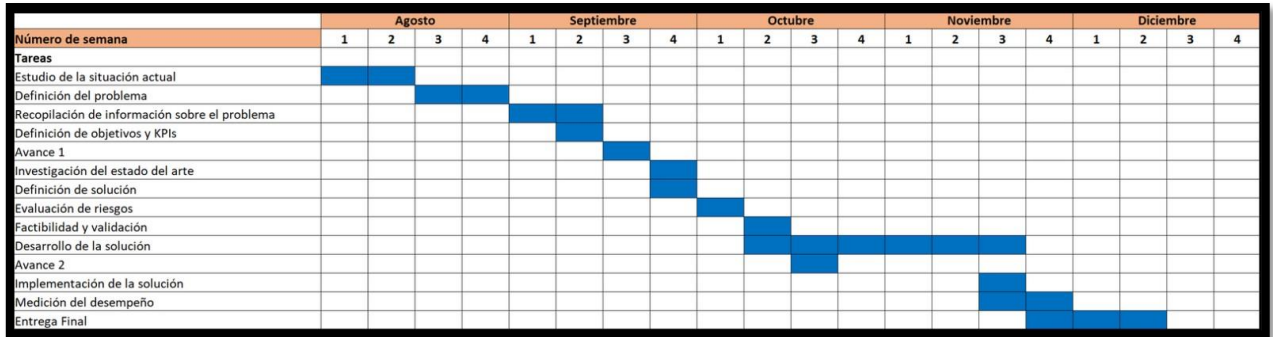 Agosto Septiembre Octubre Noviembre Diciembre
Número de semana 1 2 3 4 1 2 3 4 1 2 3 4 1 2 3 4 1 2 3 4
Tareas
Estudio de la situación actual
Definición del problema
Recopilación de información sobre el problema
Definición de objetivos y KPIs
Avance 1
Investigación del estado del arte
Definición de solución
Evaluación de riesgos
Factibilidad y validación
Desarrollo de la solución
Avance 2
Implementación de la solución
Medición del desempeño
Entrega Final